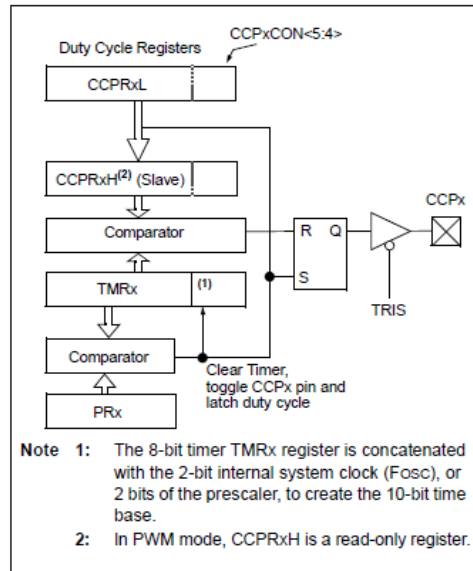 CCPxCON<5:4>
Duty Cycle Registers
CCPRxL
CCPRxH(2) (Slave)
CCPx
Comparator
R Q
TMRx (1)
S
TRIS
Comparator
Clear Timer,
toggle CCPx pin and
latch duty cycle
PRx
Note 1: The 8-bit timer TMRx register is concatenated
with the 2-bit internal system clock (FOSC), or
2 bits of the prescaler, to create the 10-bit time
base.
2: In PWM mode, CCPRxH is a read-only register.